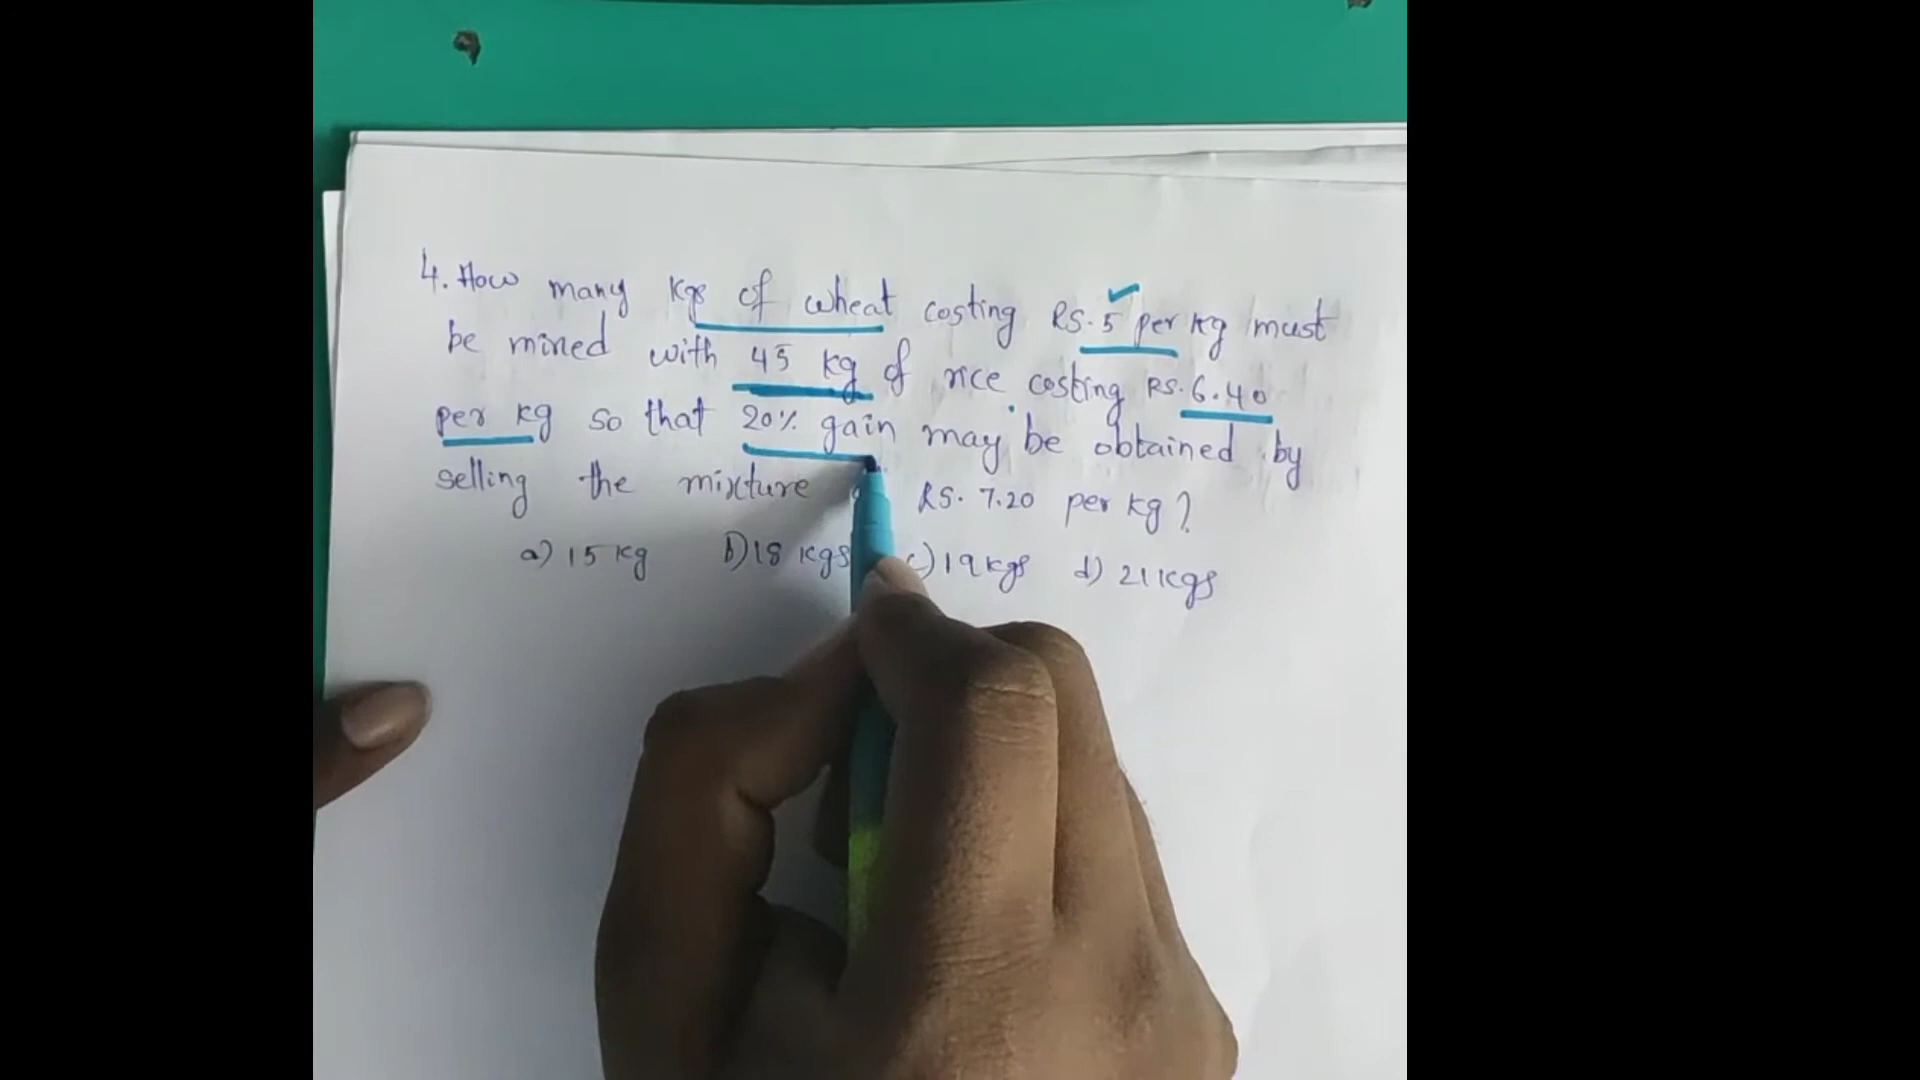 4. How many kgs of wheat costing RS. 5 per kg must
be mixed with 45 kg of rice costing RS. 6.40
per kg so that 20% gain may be obtained by
selling the mixture RS. 7.20 per kg?
a) 15 kg b) 18 kgs c) 19 kgs d) 21 kgs